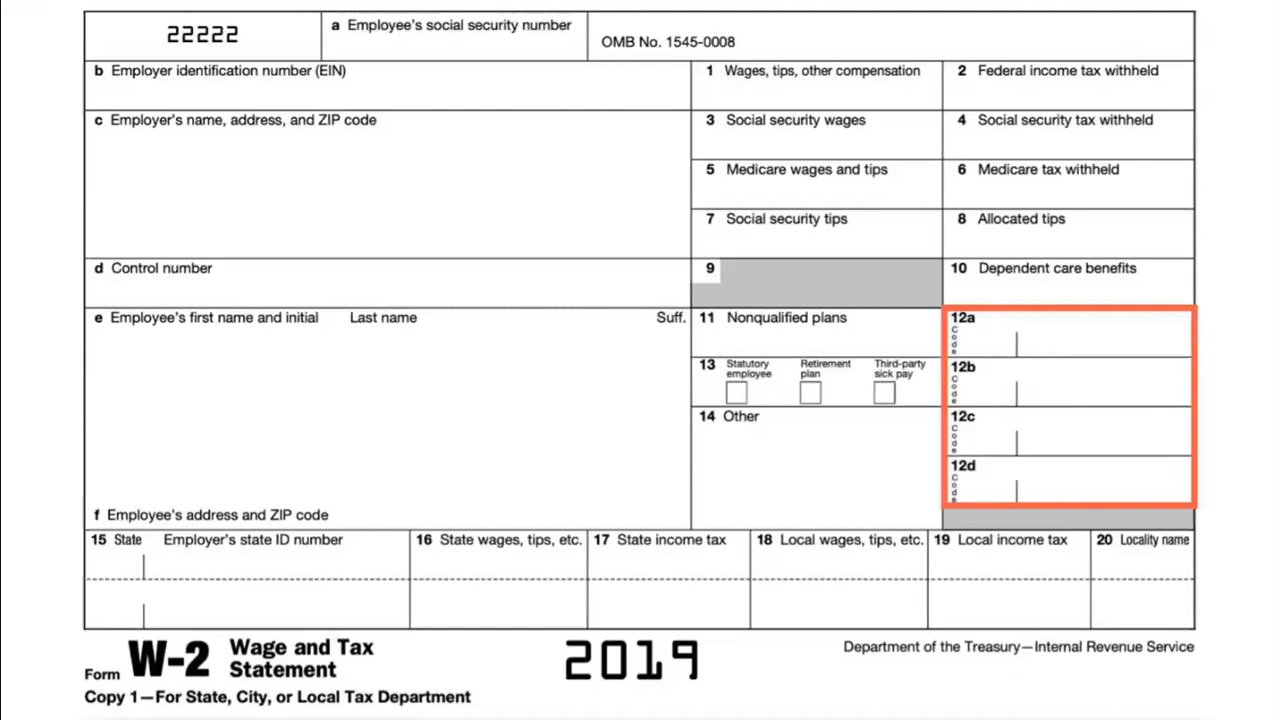 22222
a Employee's social security number
OMB No. 1545-0008
b Employer identification number (EIN)
1 Wages, tips, other compensation
2 Federal income tax withheld
c Employer's name, address, and ZIP code
3 Social security wages
4 Social security tax withheld
5 Medicare wages and tips
6 Medicare tax withheld
7 Social security tips
8 Allocated tips
d Control number
9
10 Dependent care benefits
e Employee's first name and initial
Last name
Suff.
11 Nonqualified plans
12a
Code
13
Statutory
employee
Retirement
plan
Third-party
sick pay
12b
Code
14 Other
12c
Code
12d
Code
f Employee's address and ZIP code
15 State
Employer's state ID number
16 State wages, tips, etc.
17 State income tax
18 Local wages, tips, etc.
19 Local income tax
20 Locality name
Form W-2
Wage and Tax
Statement
2019
Department of the Treasury—Internal Revenue Service
Copy 1—For State, City, or Local Tax Department